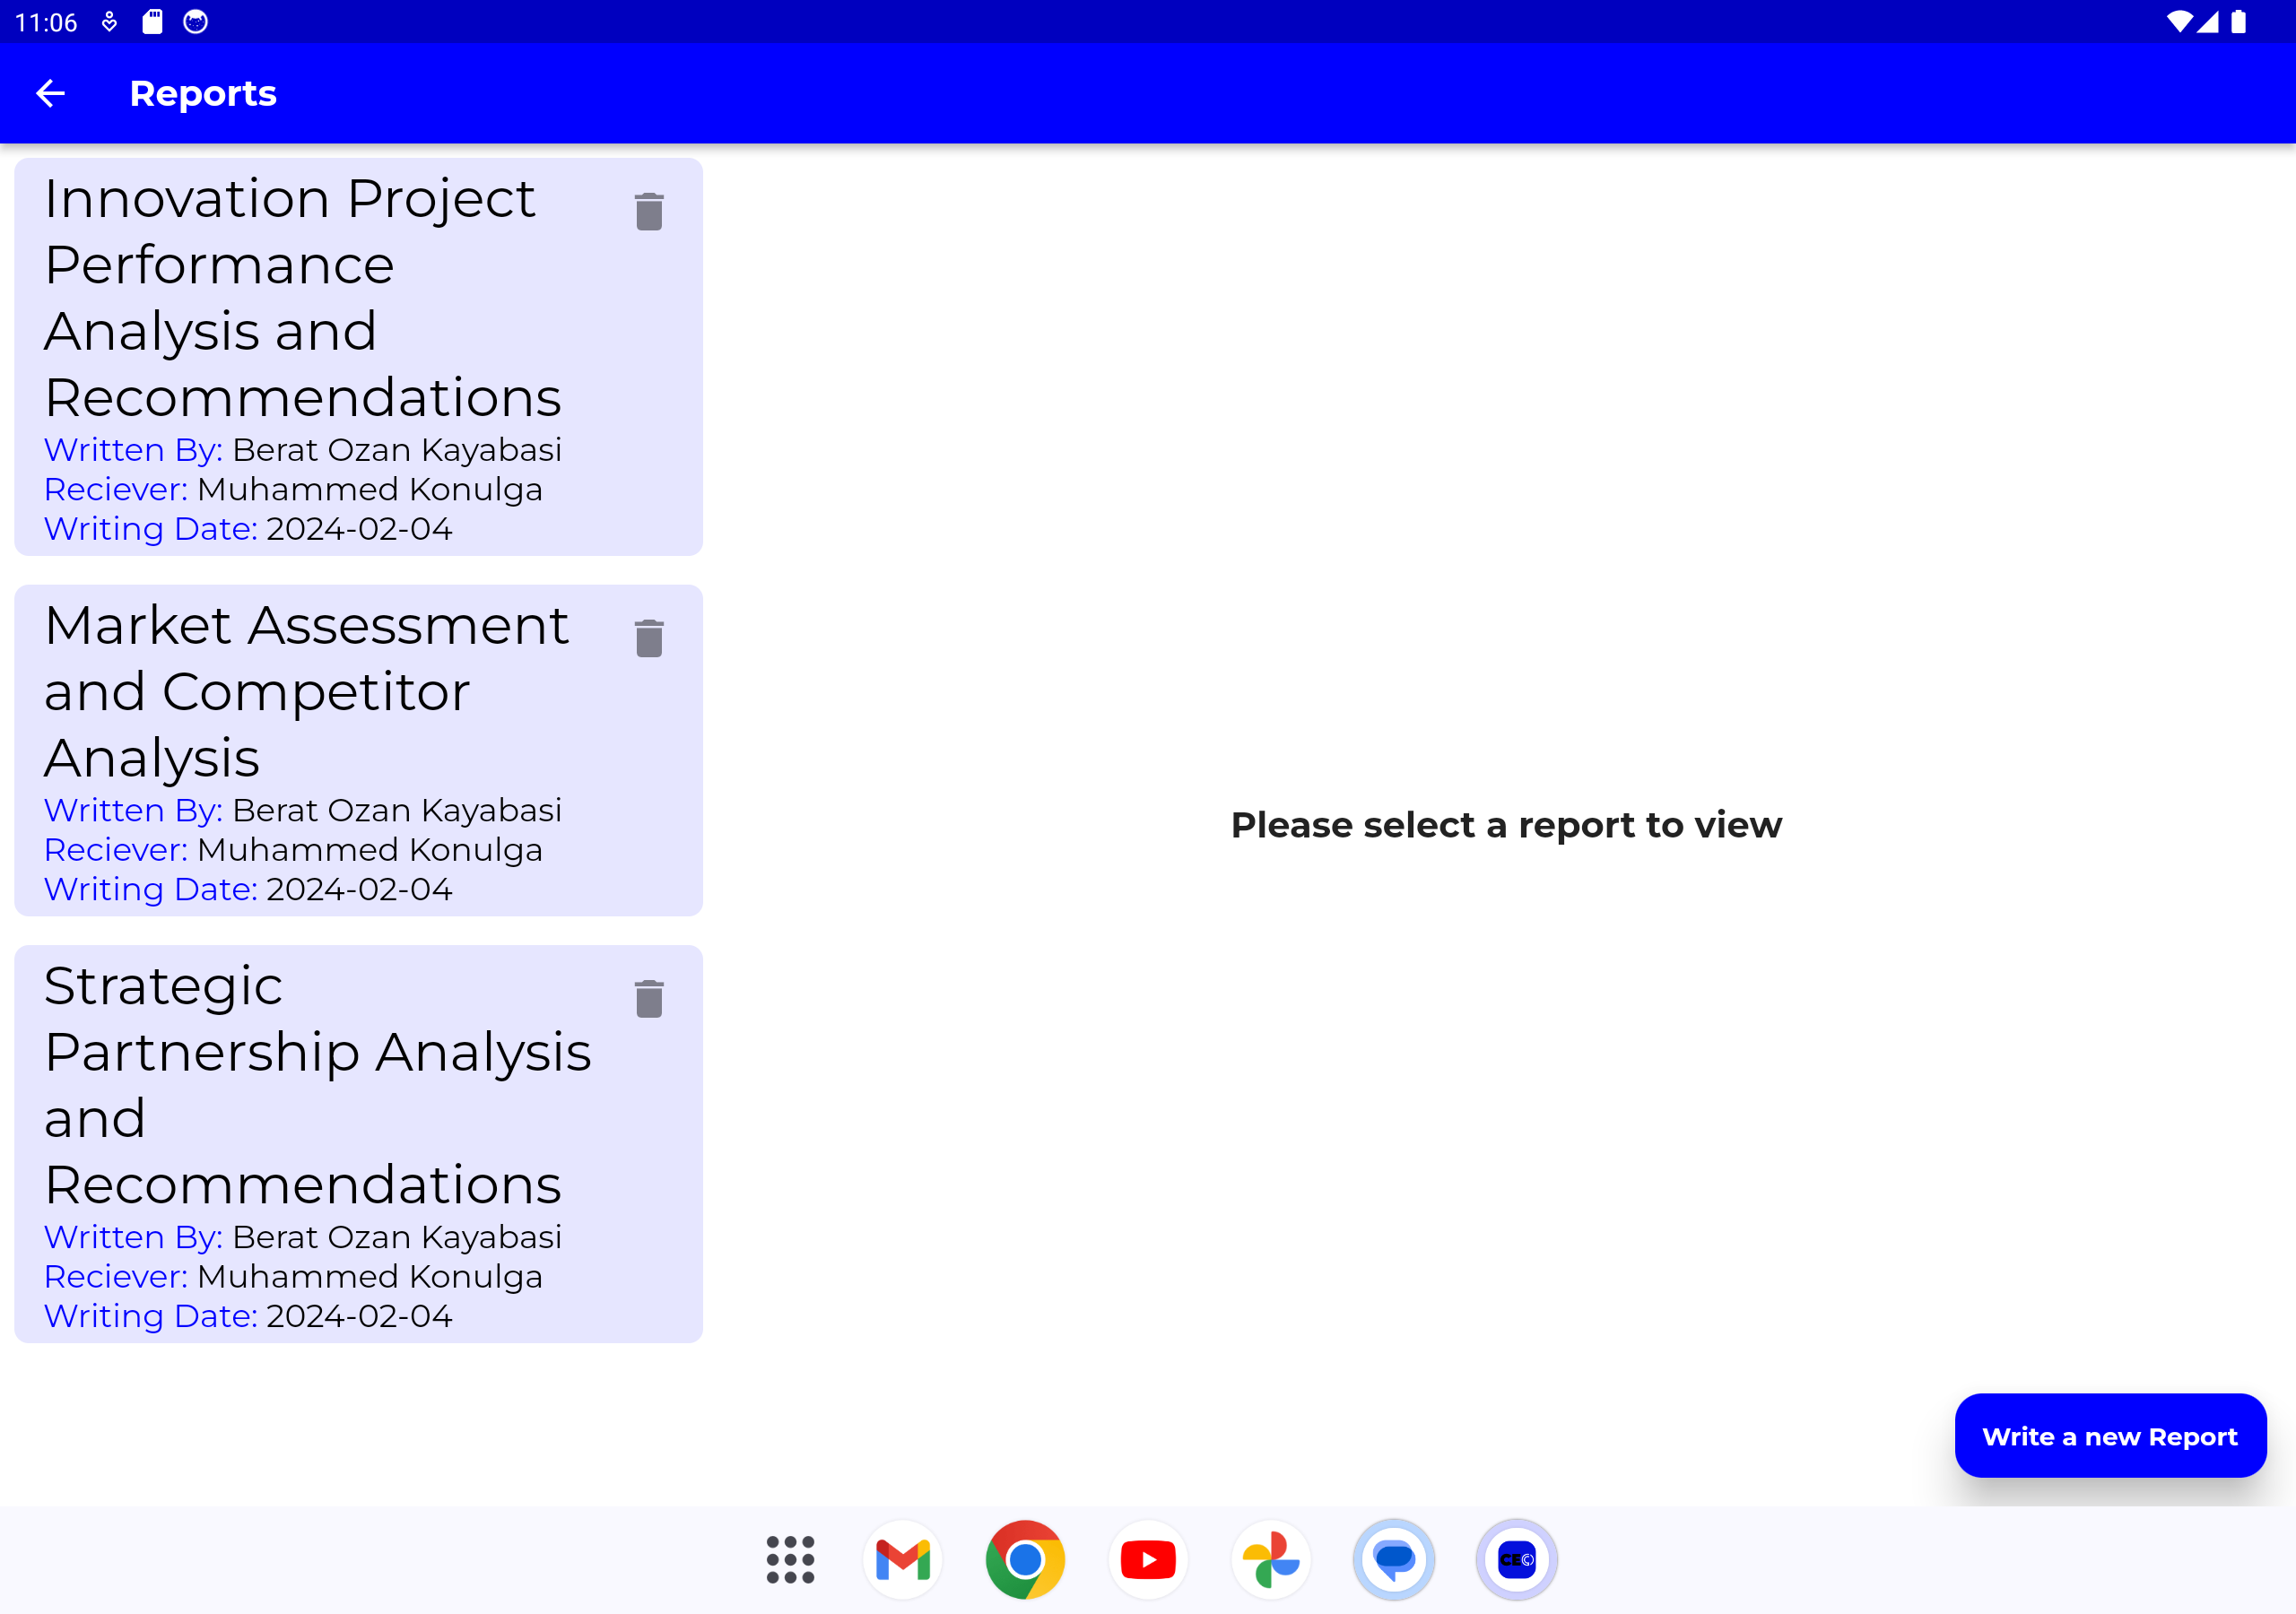 11:06
Reports
Innovation Project
Performance
Analysis and
Recommendations
Written By: Berat Ozan Kayabasi
Reciever: Muhammed Konulga
Writing Date: 2024-02-04
Market Assessment
and Competitor
Analysis
Written By: Berat Ozan Kayabasi
Reciever: Muhammed Konulga
Writing Date: 2024-02-04
Strategic
Partnership Analysis
and
Recommendations
Written By: Berat Ozan Kayabasi
Reciever: Muhammed Konulga
Writing Date: 2024-02-04
Please select a report to view
Write a new Report
CEO